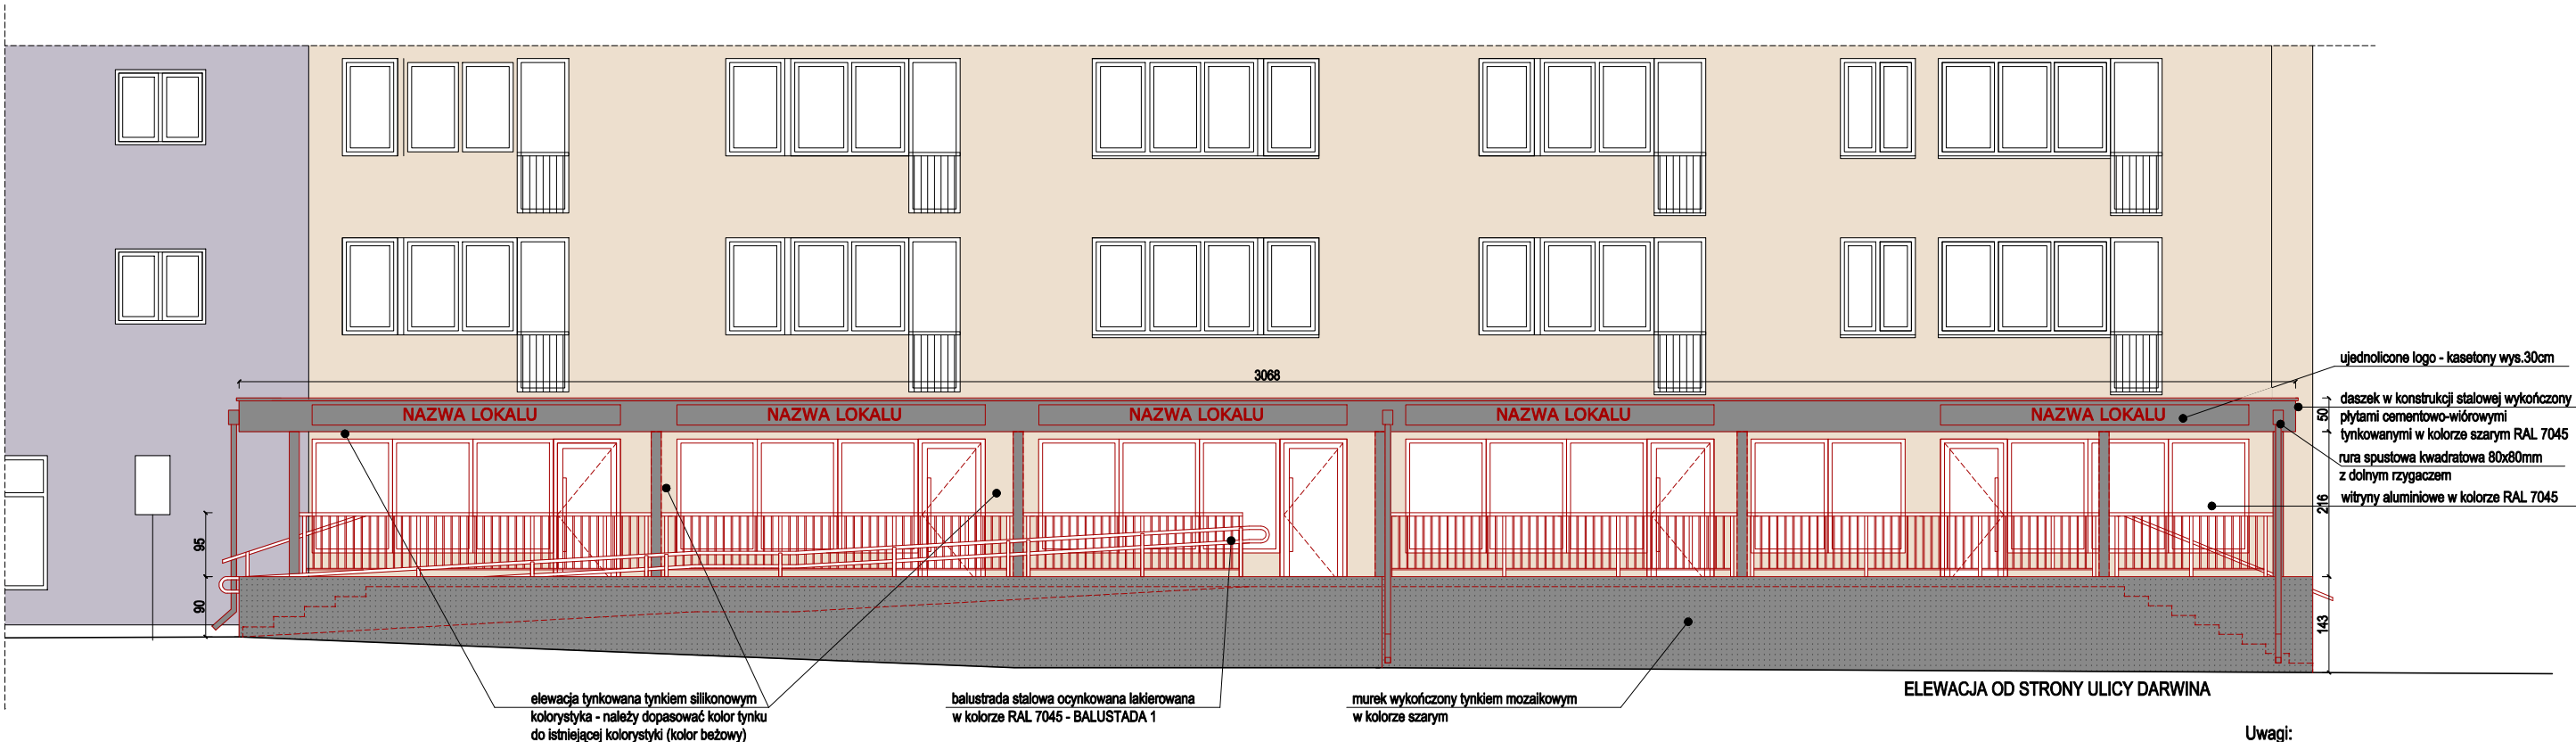 ujednolicone logo - kasetony wys.30cm
3068
daszek w konstrukcji stalowej wykończony
płytami cementowo-wiórowymi
tynkowanymi w kolorze szarym RAL 7045
50
NAZWA LOKALU
NAZWA LOKALU
NAZWA LOKALU
NAZWA LOKALU
NAZWA LOKALU
rura spustowa kwadratowa 80x80mm
z dolnym rzygaczem
witryny aluminiowe w kolorze RAL 7045
216
95
90
143
elewacja tynkowana tynkiem silikonowym
kolorystyka - należy dopasować kolor tynku
do istniejącej kolorystyki (kolor beżowy)
balustrada stalowa ocynkowana lakierowana
w kolorze RAL 7045 - BALUSTADA 1
murek wykończony tynkiem mozaikowym
w kolorze szarym
ELEWACJA OD STRONY ULICY DARWINA
Uwagi: